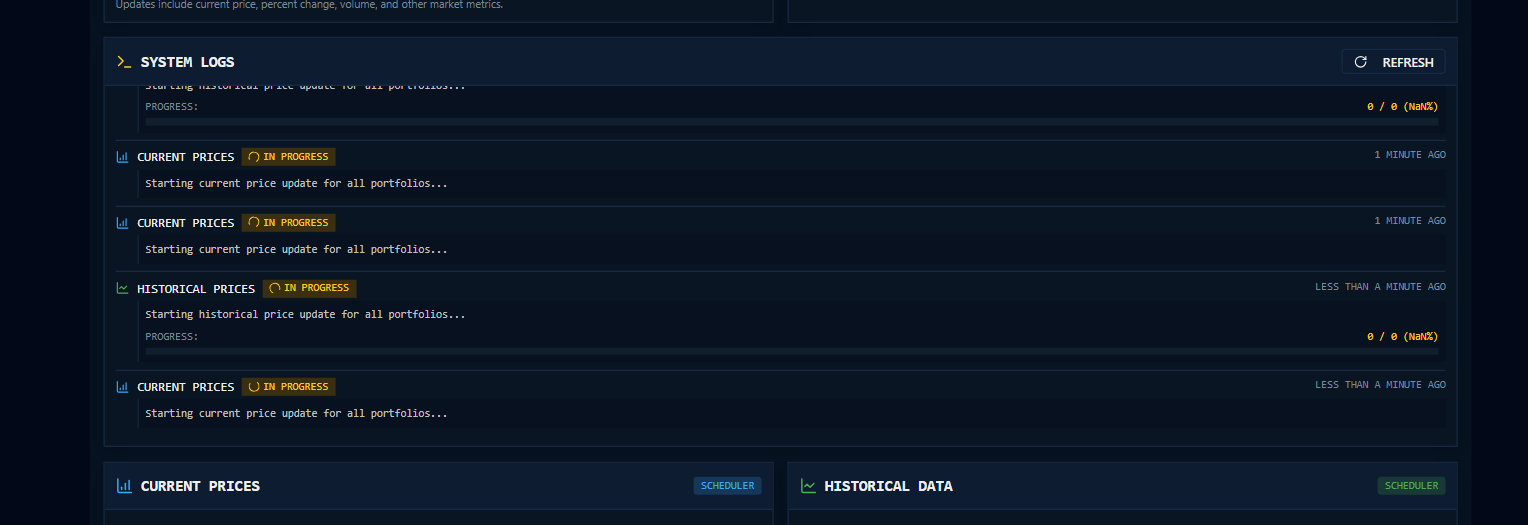 Updates include current price, percent change, volume, and other market metrics.
SYSTEM LOGS
REFRESH
Starting historical price update for all portfolios...
PROGRESS:
0 / 0 (NaN%)
CURRENT PRICES
IN PROGRESS
1 MINUTE AGO
Starting current price update for all portfolios...
CURRENT PRICES
IN PROGRESS
1 MINUTE AGO
Starting current price update for all portfolios...
HISTORICAL PRICES
IN PROGRESS
LESS THAN A MINUTE AGO
Starting historical price update for all portfolios...
PROGRESS:
0 / 0 (NaN%)
CURRENT PRICES
IN PROGRESS
LESS THAN A MINUTE AGO
Starting current price update for all portfolios...
CURRENT PRICES
SCHEDULER
HISTORICAL DATA
SCHEDULER